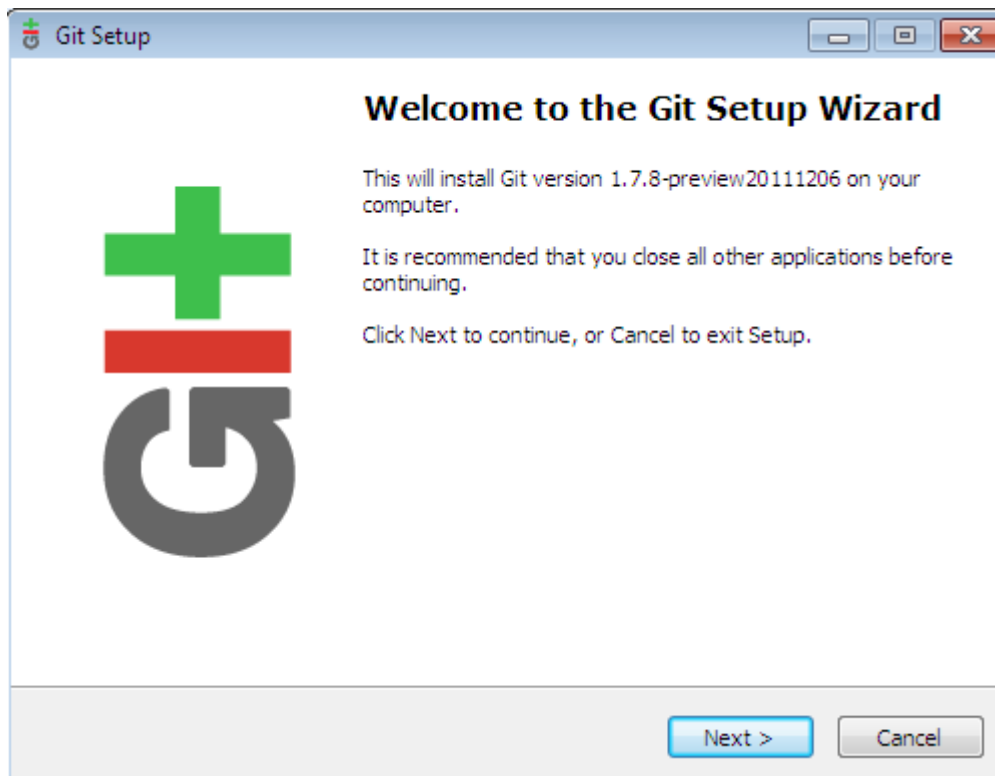 Git Setup
Welcome to the Git Setup Wizard
This will install Git version 1.7.8-preview20111206 on your
computer.
It is recommended that you close all other applications before
continuing.
Click Next to continue, or Cancel to exit Setup.
Git
Next >
Cancel